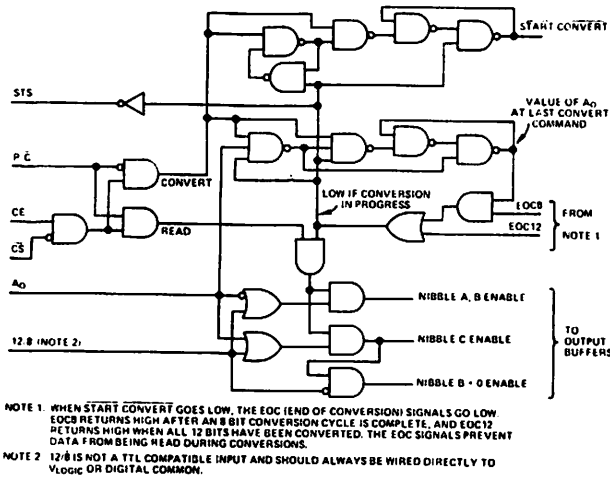 START CONVERT
STS
VALUE OF A0
AT LAST CONVERT
COMMAND
P C̄
CONVERT
LOW IF CONVERSION
IN PROGRESS
EOC8
EOC12
FROM
NOTE 1
CE
C̄S̄
READ
A0
NIBBLE A, B ENABLE
12.8 (NOTE 2)
NIBBLE C ENABLE
NIBBLE B = 0 ENABLE
TO
OUTPUT
BUFFERS
NOTE 1. WHEN START CONVERT GOES LOW, THE EOC (END OF CONVERSION) SIGNALS GO LOW.
EOC8 RETURNS HIGH AFTER AN 8 BIT CONVERSION CYCLE IS COMPLETE, AND EOC12
RETURNS HIGH WHEN ALL 12 BITS HAVE BEEN CONVERTED. THE EOC SIGNALS PREVENT
DATA FROM BEING READ DURING CONVERSIONS.
NOTE 2 12/8̄ IS NOT A TTL COMPATIBLE INPUT AND SHOULD ALWAYS BE WIRED DIRECTLY TO
VLOGIC OR DIGITAL COMMON.